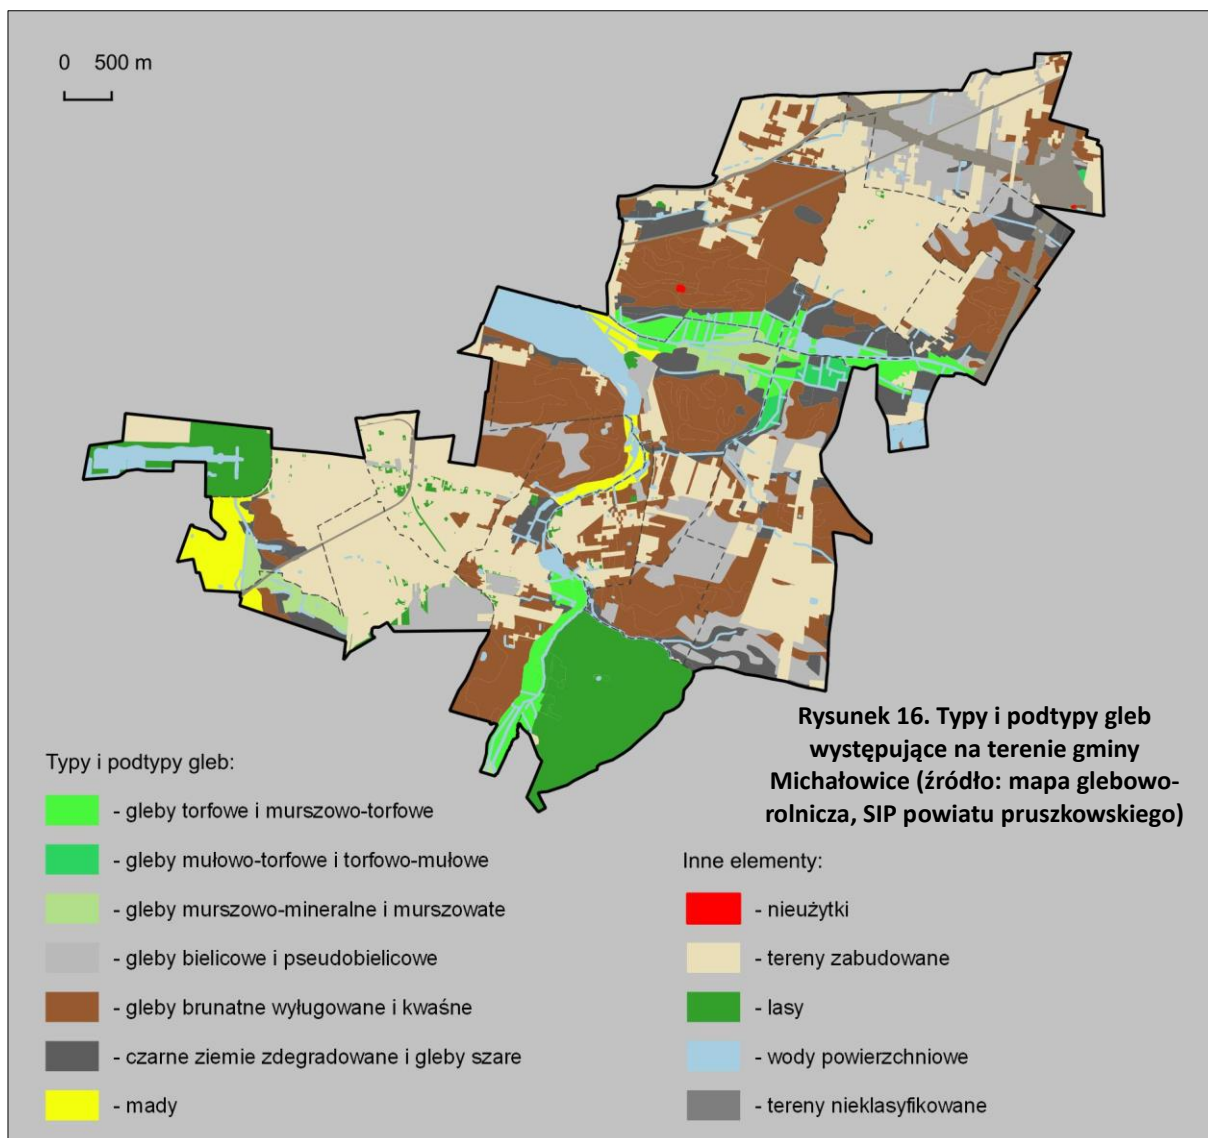 0 500 m
Rysunek 16. Typy i podtypy gleb
występujące na terenie gminy
Michałowice (źródło: mapa glebowo-
rolnicza, SIP powiatu pruszkowskiego)
Typy i podtypy gleb:
- gleby torfowe i murszowo-torfowe
- gleby mułowo-torfowe i torfowo-mułowe
- gleby murszowo-mineralne i murszowate
- gleby bielicowe i pseudobielicowe
- gleby brunatne wyługowane i kwaśne
- czarne ziemie zdegradowane i gleby szare
- mady
Inne elementy:
- nieużytki
- tereny zabudowane
- lasy
- wody powierzchniowe
- tereny nieklasyfikowane